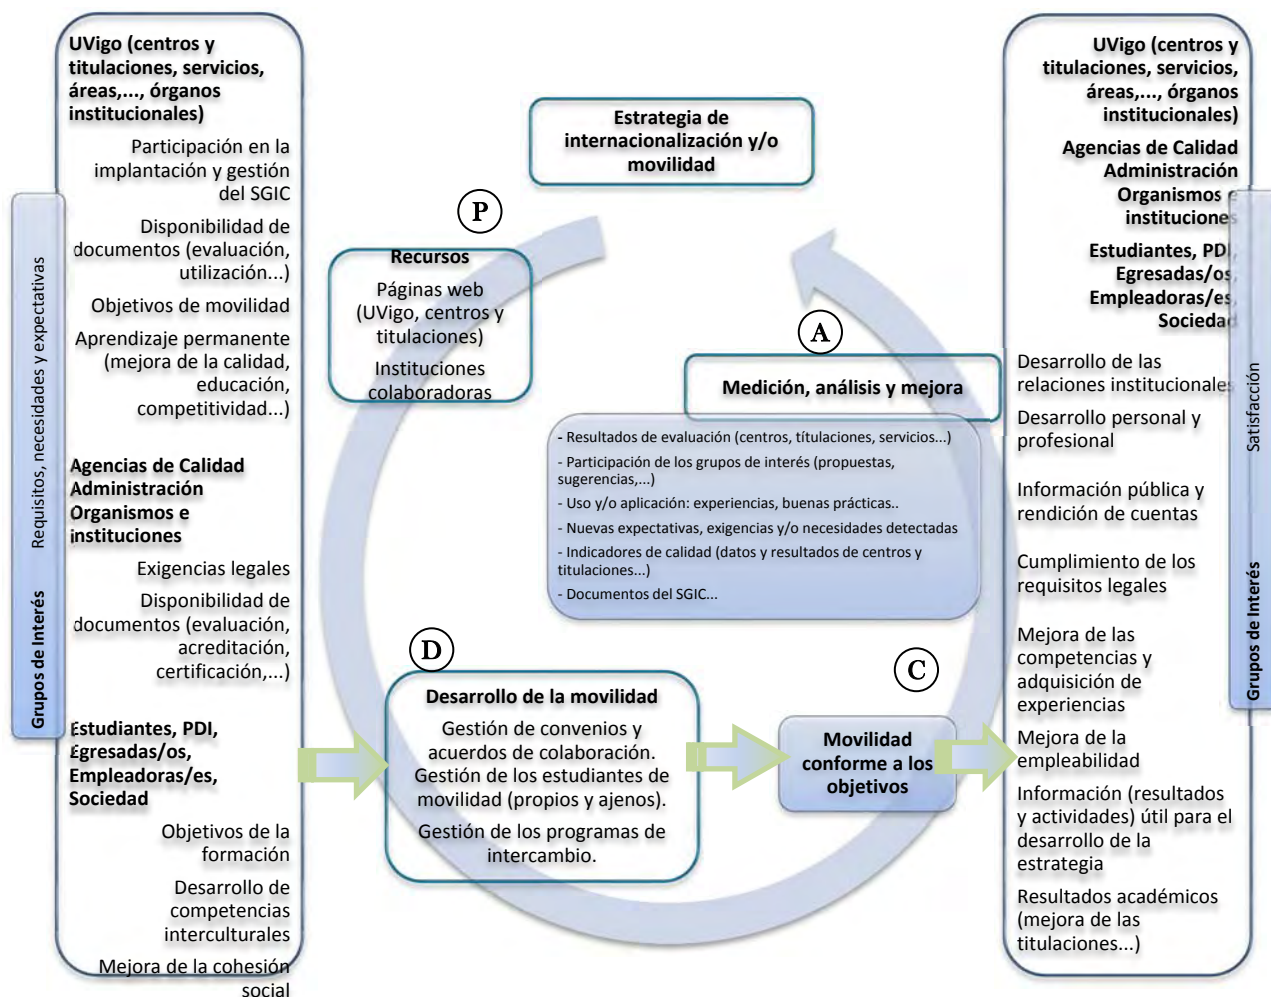 UVigo (centros y
titulaciones, servicios,
áreas,..., órganos
institucionales)
Participación en la
implantación y gestión
del SGIC
Disponibilidad de
documentos (evaluación,
utilización...)
Objetivos de movilidad
Aprendizaje permanente
(mejora de la calidad,
educación,
competitividad...)
Agencias de Calidad
Administración
Organismos e
instituciones
Exigencias legales
Disponibilidad de
documentos (evaluación,
acreditación,
certificación,...)
Estudiantes, PDI,
Egresadas/os,
Empleadoras/es,
Sociedad
Objetivos de la
formación
Desarrollo de
competencias
interculturales
Mejora de la cohesión
social
Grupos de Interés
Requisitos, necesidades y expectativas
Estrategia de
internacionalización y/o
movilidad
P
Recursos
Páginas web
(UVigo, centros y
titulaciones)
Instituciones
colaboradoras
A
Medición, análisis y mejora
- Resultados de evaluación (centros, títulaciones, servicios...)
- Participación de los grupos de interés (propuestas,
sugerencias,...)
- Uso y/o aplicación: experiencias, buenas prácticas..
- Nuevas expectativas, exigencias y/o necesidades detectadas
- Indicadores de calidad (datos y resultados de centros y
titulaciones...)
- Documentos del SGIC...
D
Desarrollo de la movilidad
Gestión de convenios y
acuerdos de colaboración.
Gestión de los estudiantes de
movilidad (propios y ajenos).
Gestión de los programas de
intercambio.
C
Movilidad
conforme a los
objetivos
UVigo (centros y
titulaciones, servicios,
áreas,..., órganos
institucionales)
Agencias de Calidad
Administración
Organismos e
instituciones
Estudiantes, PDI,
Egresadas/os,
Empleadoras/es,
Sociedad
Desarrollo de las
relaciones institucionales
Desarrollo personal y
profesional
Información pública y
rendición de cuentas
Cumplimiento de los
requisitos legales
Mejora de las
competencias y
adquisición de
experiencias
Mejora de la
empleabilidad
Información (resultados
y actividades) útil para el
desarrollo de la
estrategia
Resultados académicos
(mejora de las
titulaciones...)
Grupos de Interés
Satisfacción